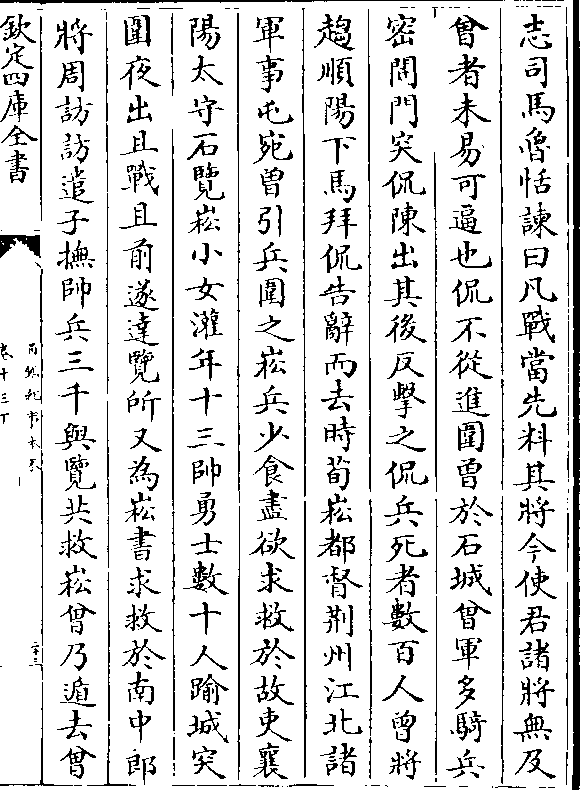 志司馬魯恬諫曰凡戰當先料其將今使君諸將無及
曾者未易可逼也侃不從進圍曾於石城曾軍多騎兵
密開門突侃陳出其後反擊之侃兵死者數百人曾將
趨順陽下馬拜侃告辭而去時荀崧都督荆州江北諸
軍事屯宛曾引兵圍之崧兵少食盡欲求救於故吏襄
陽太守石覽崧小女灌年十三帥勇士數十人踰城突
圍夜出且戰且前遂達覽所又為崧書求救於南中郎
將周訪訪遣子撫帥兵三千與覽共救崧曾乃遁去曾
欽定四庫全書
卷十三下
二十三